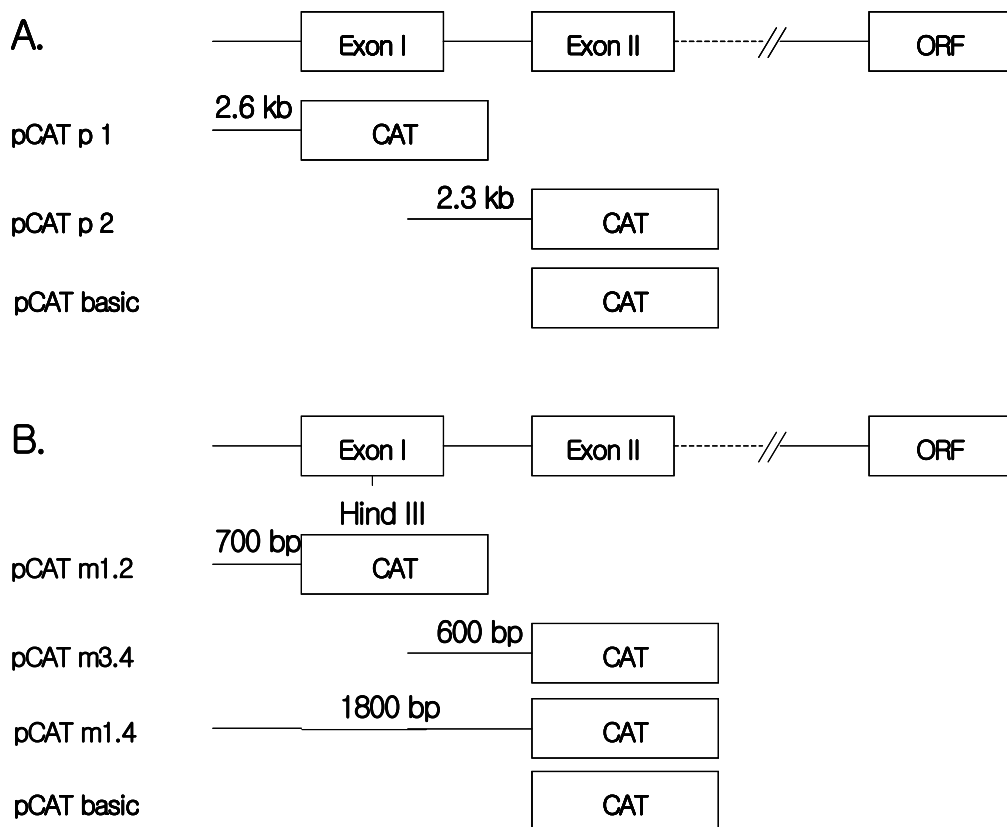 A.
Exon I Exon II ORF
2.6 kb
pCAT p 1 CAT
2.3 kb
pCAT p 2 CAT
pCAT basic CAT
B.
Exon I Exon II ORF
Hind III
700 bp
pCAT m1.2 CAT
600 bp
pCAT m3.4 CAT
1800 bp
pCAT m1.4 CAT
pCAT basic CAT